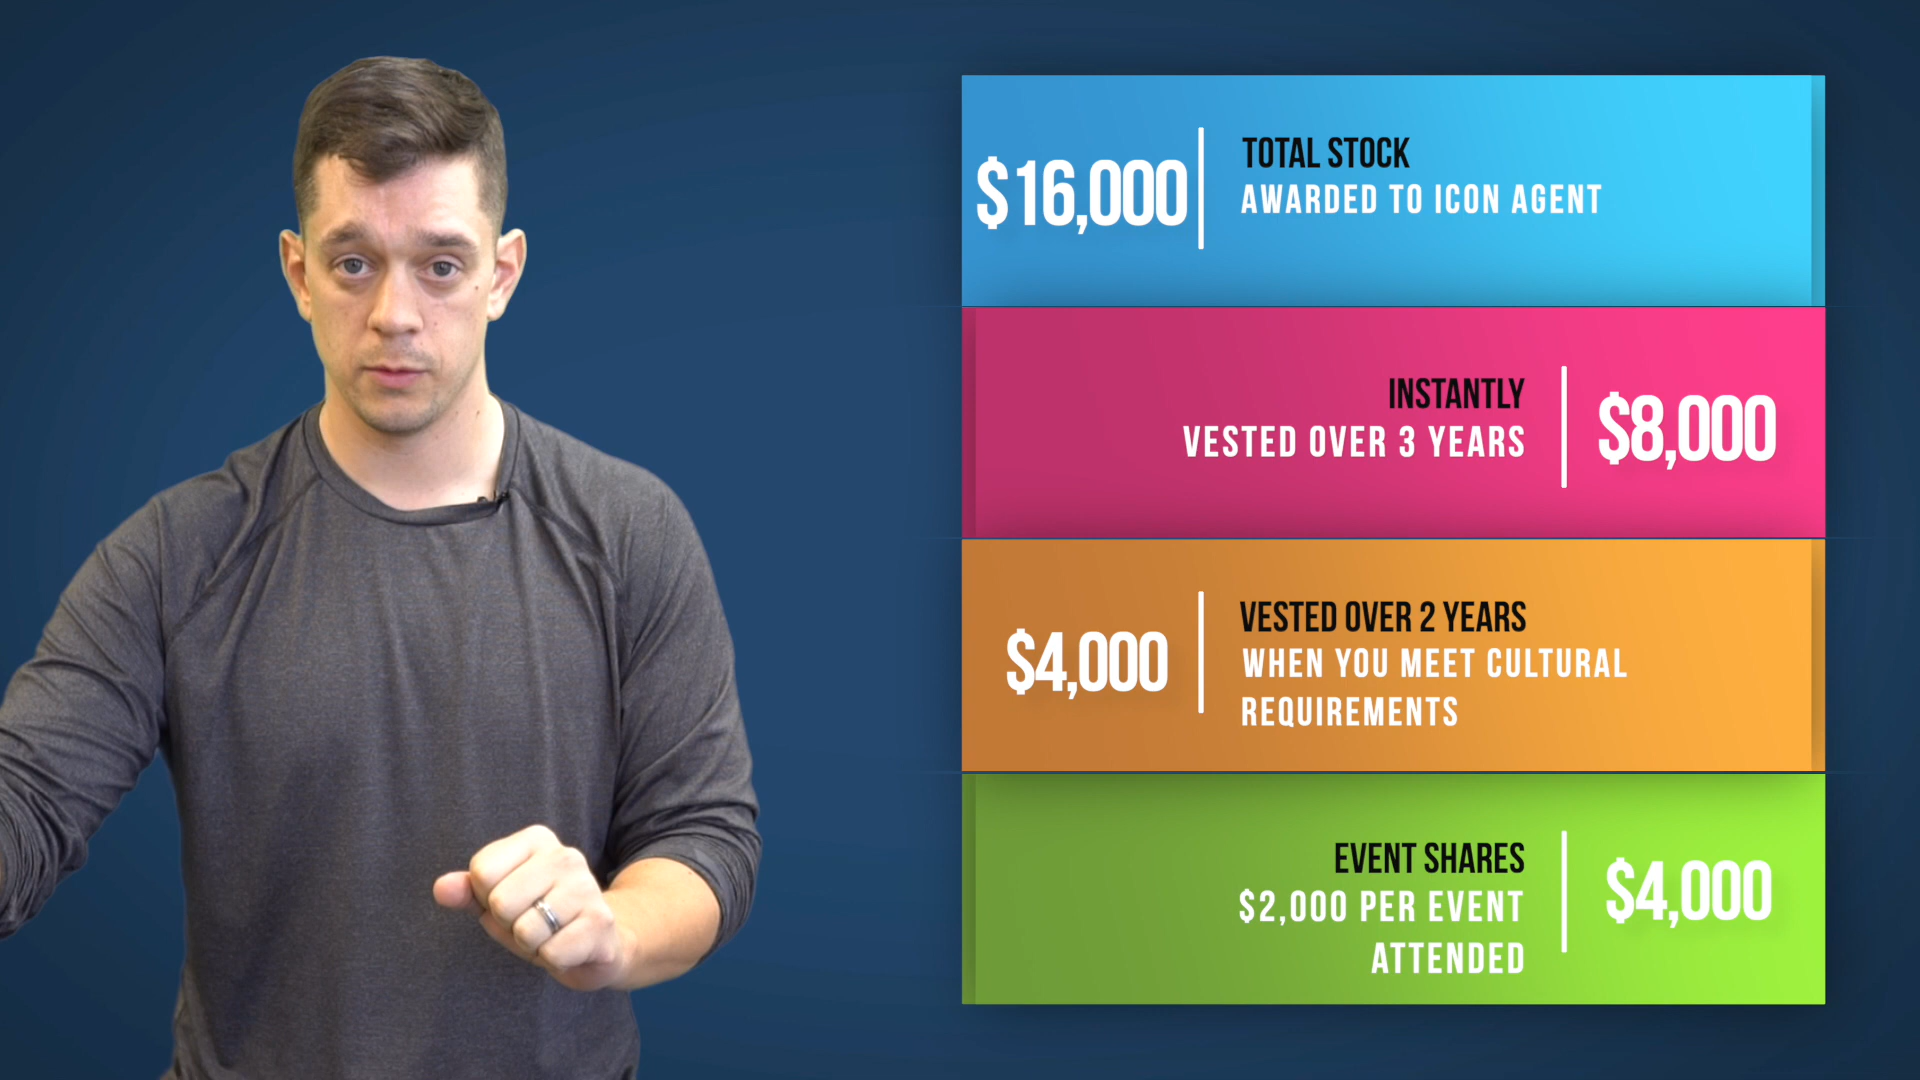 $16,000
TOTAL STOCK
AWARDED TO ICON AGENT
INSTANTLY
VESTED OVER 3 YEARS
$8,000
$4,000
VESTED OVER 2 YEARS
WHEN YOU MEET CULTURAL
REQUIREMENTS
EVENT SHARES
$2,000 PER EVENT
ATTENDED
$4,000